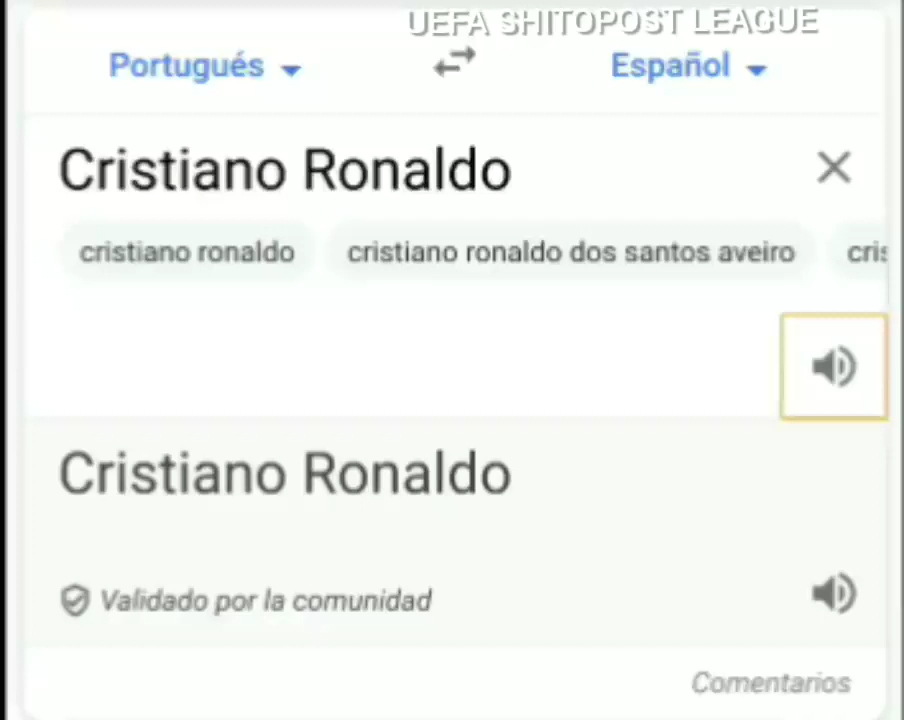 UEFA SHITOPOST LEAGUE
Portugués Español
Cristiano Ronaldo
cristiano ronaldo cristiano ronaldo dos santos aveiro cris
Cristiano Ronaldo
Validado por la comunidad
Comentarios